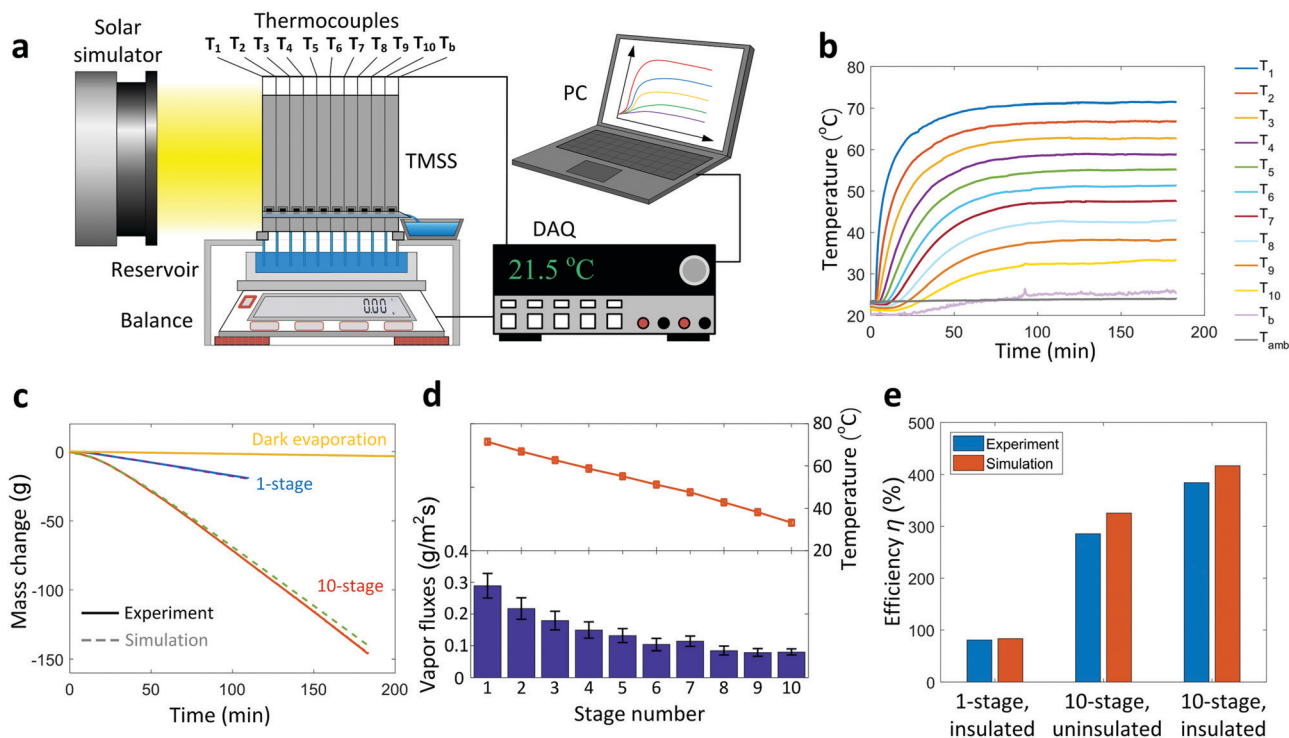 a
Solar
simulator
Thermocouples
T1 T2 T3 T4 T5 T6 T7 T8 T9 T10 Tb
TMSS
Reservoir
Balance
0.00
PC
DAQ
21.5 °C
b
Temperature (°C)
80
70
60
50
40
30
20
0 50 100 150 200
Time (min)
T1
T2
T3
T4
T5
T6
T7
T8
T9
T10
Tb
Tamb
c
Mass change (g)
0
-50
-100
-150
0 50 100 150 200
Time (min)
Dark evaporation
1-stage
10-stage
Experiment
Simulation
d
Vapor fluxes (g/m²s)
0.4
0.3
0.2
0.1
0
80
60
40
20
Temperature (°C)
1 2 3 4 5 6 7 8 9 10
Stage number
e
Efficiency η (%)
500
400
300
200
100
0
Experiment
Simulation
1-stage, 10-stage, 10-stage,
insulated uninsulated insulated